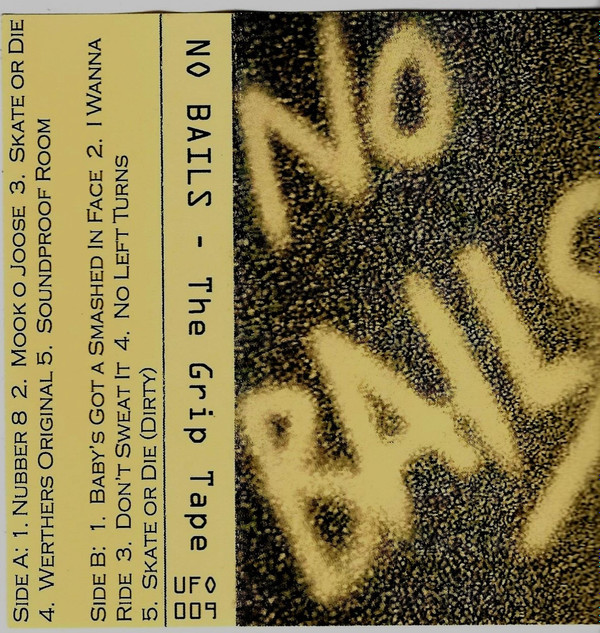 SIDE A: 1. NUBBER 8 2. MOOK O JOOSE 3. SKATE OR DIE
4. WERTHERS ORIGINAL 5. SOUNDPROOF ROOM
SIDE B: 1. BABY'S GOT A SMASHED IN FACE 2. I WANNA
RIDE 3. DON'T SWEAT IT 4. NO LEFT TURNS
5. SKATE OR DIE (DIRTY)
NO BAILS - The Grip Tape
UFO
009
NO
BAILS